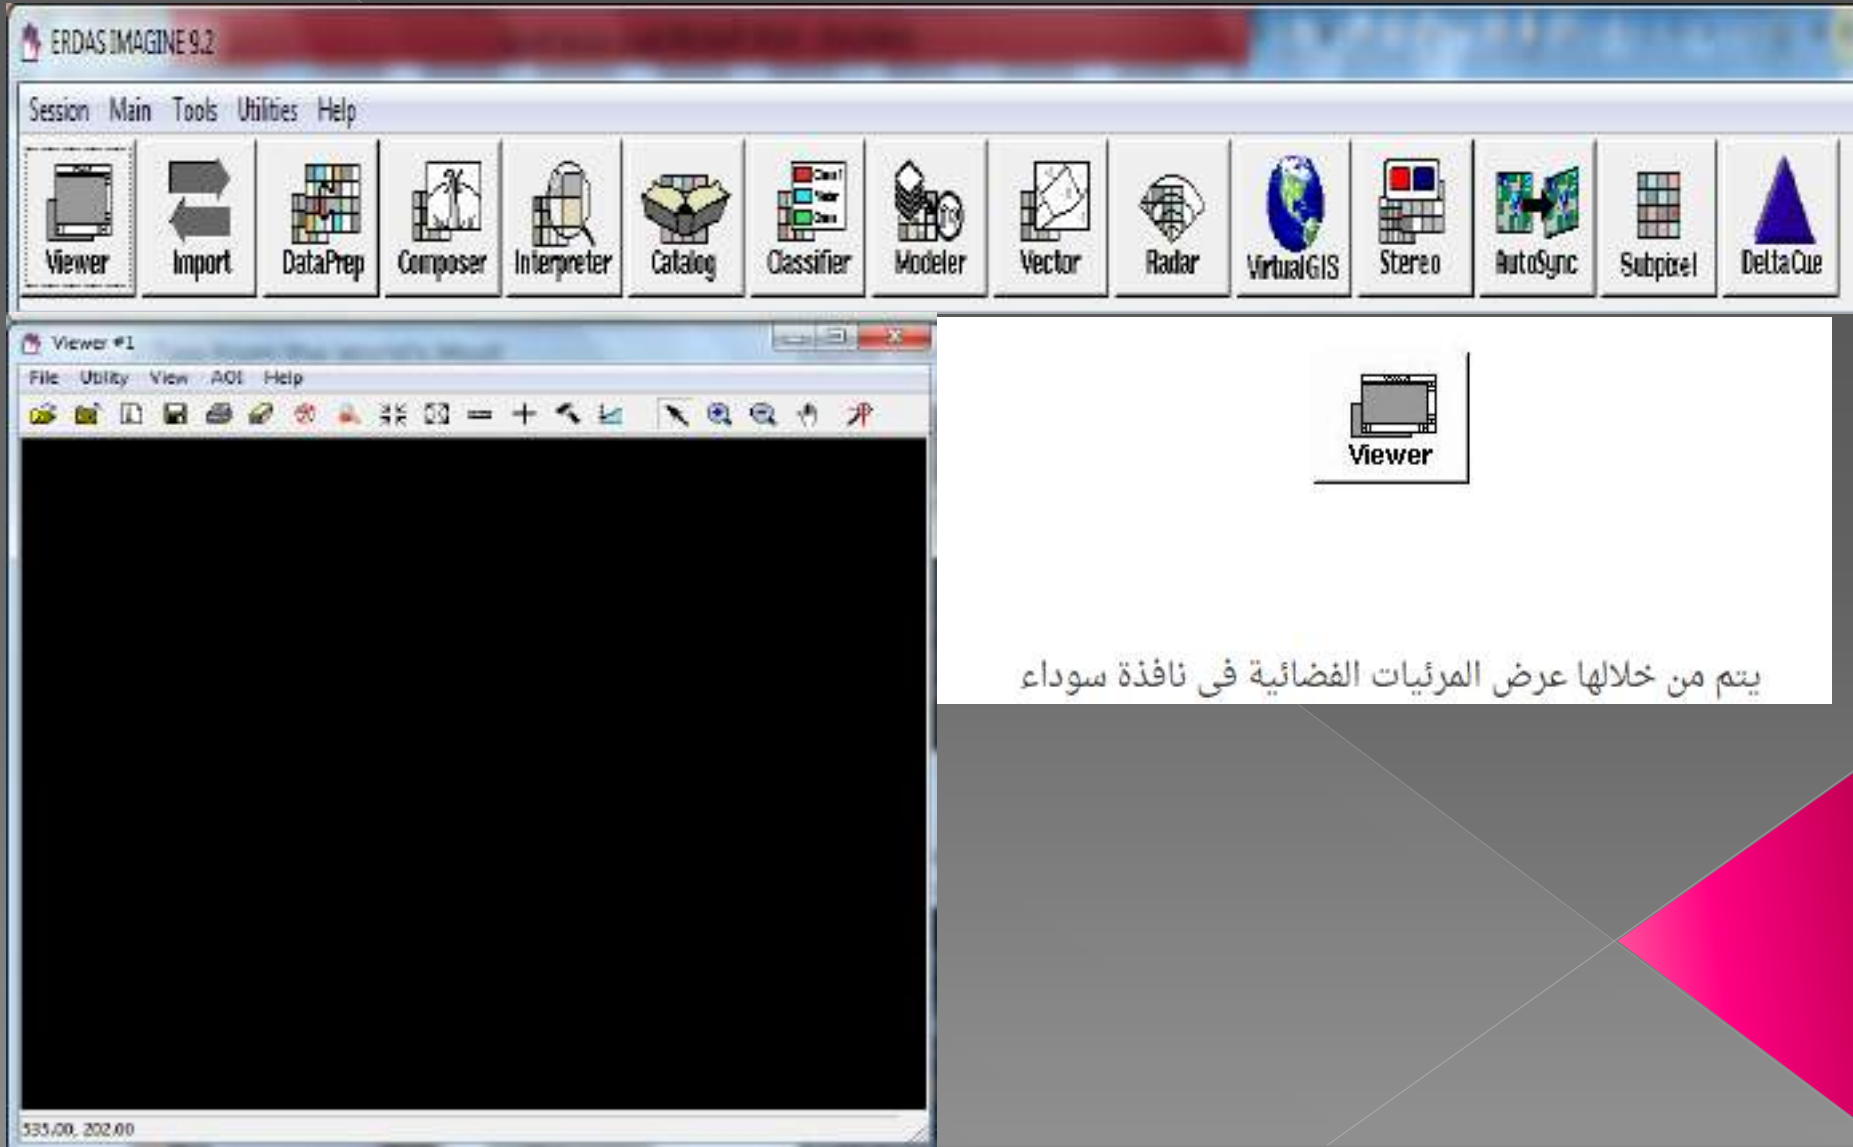 ERDAS IMAGINE 9.2
Session Main Tools Utilities Help
Viewer Import DataPrep Composer Interpreter Catalog Classifier Modeler Vector Radar VirtualGIS Stereo AutoSync Subpixel DeltaCue
Viewer #1
File Utility View AOI Help
535.00, 202.00
Viewer
يتم من خلالها عرض المرئيات الفضائية فى نافذة سوداء